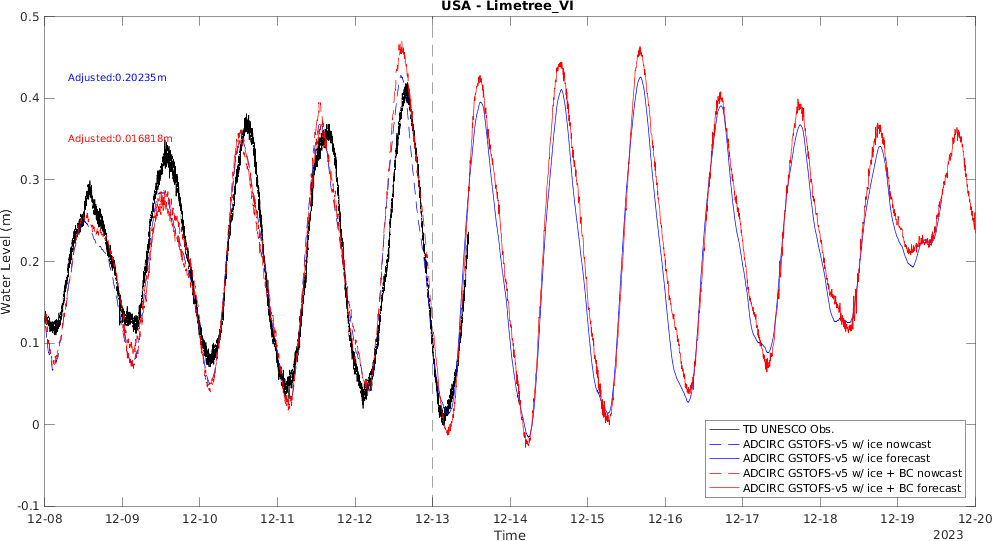 USA - Limetree_VI
0.5
0.4
0.3
0.2
0.1
0
-0.1
Water Level (m)
Adjusted:0.20235m
Adjusted:0.016818m
TD UNESCO Obs.
ADCIRC GSTOFS-v5 w/ ice nowcast
ADCIRC GSTOFS-v5 w/ ice forecast
ADCIRC GSTOFS-v5 w/ ice + BC nowcast
ADCIRC GSTOFS-v5 w/ ice + BC forecast
12-08 12-09 12-10 12-11 12-12 12-13 12-14 12-15 12-16 12-17 12-18 12-19 12-20
Time
2023